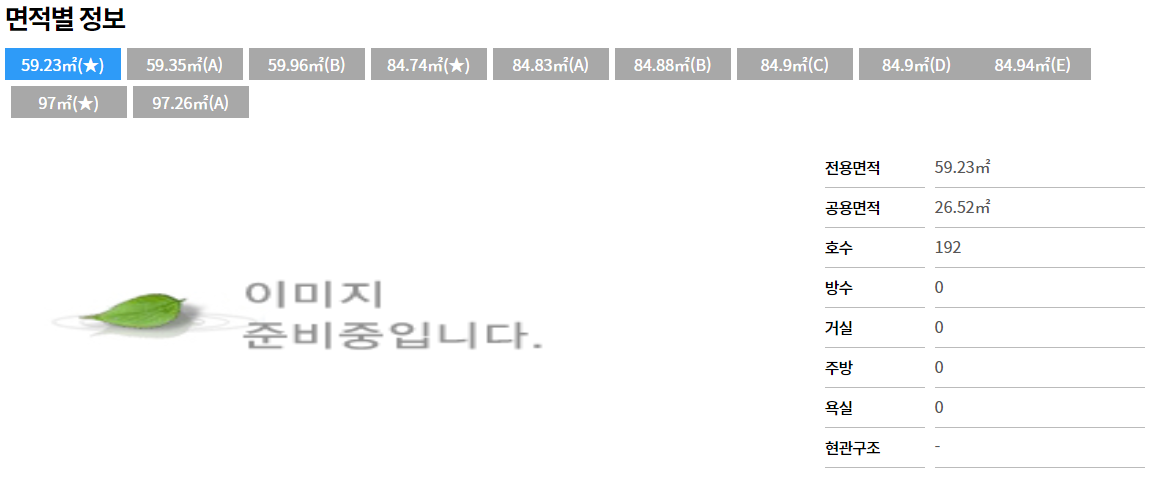 면적별 정보
59.23㎡(★) 59.35㎡(A) 59.96㎡(B) 84.74㎡(★) 84.83㎡(A) 84.88㎡(B) 84.9㎡(C) 84.9㎡(D) 84.94㎡(E)
97㎡(★) 97.26㎡(A)
이미지
준비중입니다.
전용면적 59.23㎡
공용면적 26.52㎡
호수 192
방수 0
거실 0
주방 0
욕실 0
현관구조 -